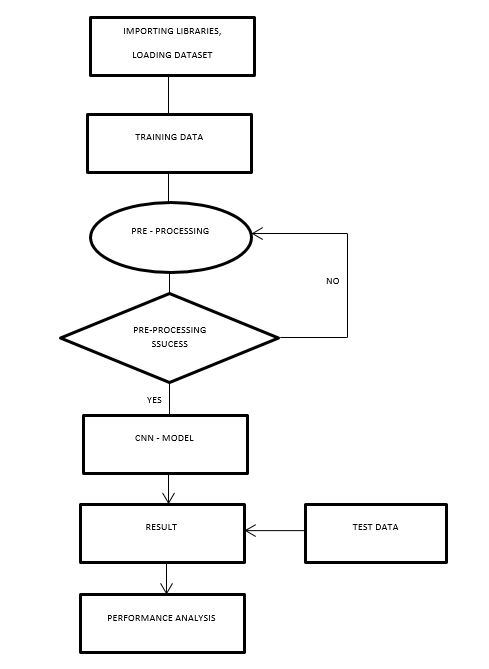 IMPORTING LIBRARIES,
LOADING DATASET
TRAINING DATA
PRE - PROCESSING
NO
PRE-PROCESSING
SSUCESS
YES
CNN - MODEL
RESULT
TEST DATA
PERFORMANCE ANALYSIS